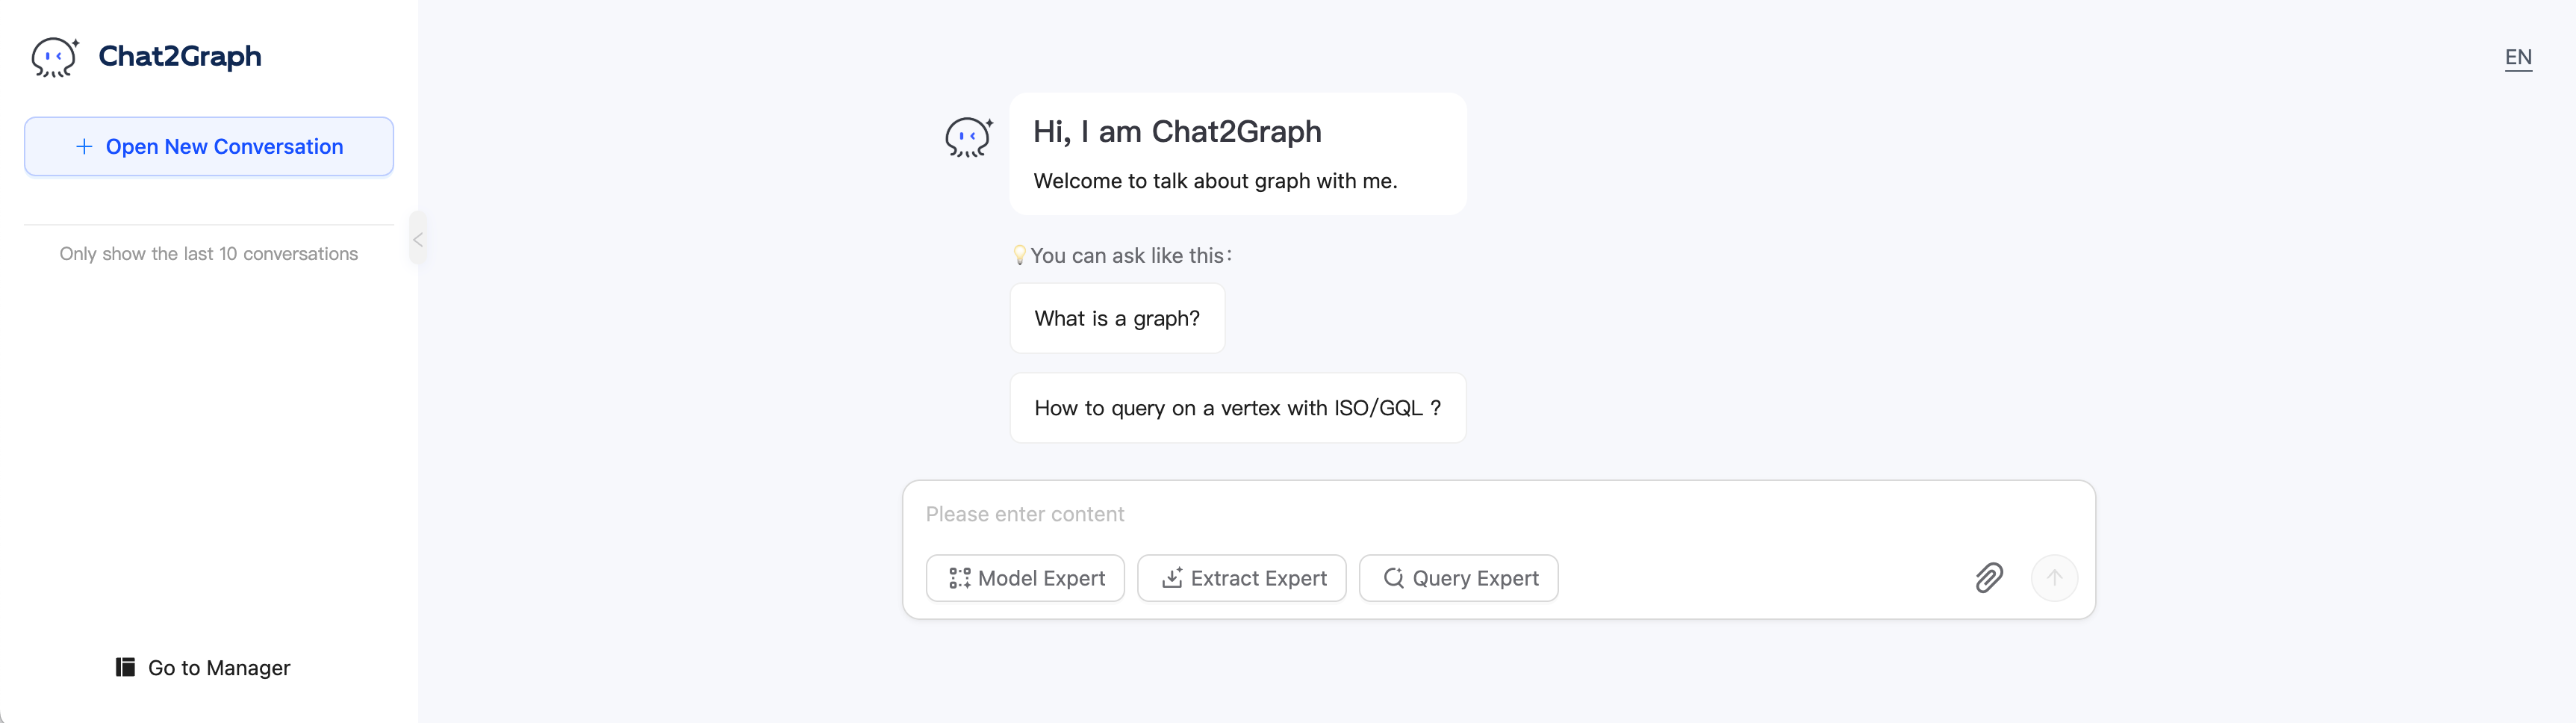 Chat2Graph
Open New Conversation
Only show the last 10 conversations
Go to Manager
EN
Hi, I am Chat2Graph
Welcome to talk about graph with me.
💡You can ask like this：
What is a graph?
How to query on a vertex with ISO/GQL ?
Please enter content
Model Expert
Extract Expert
Query Expert